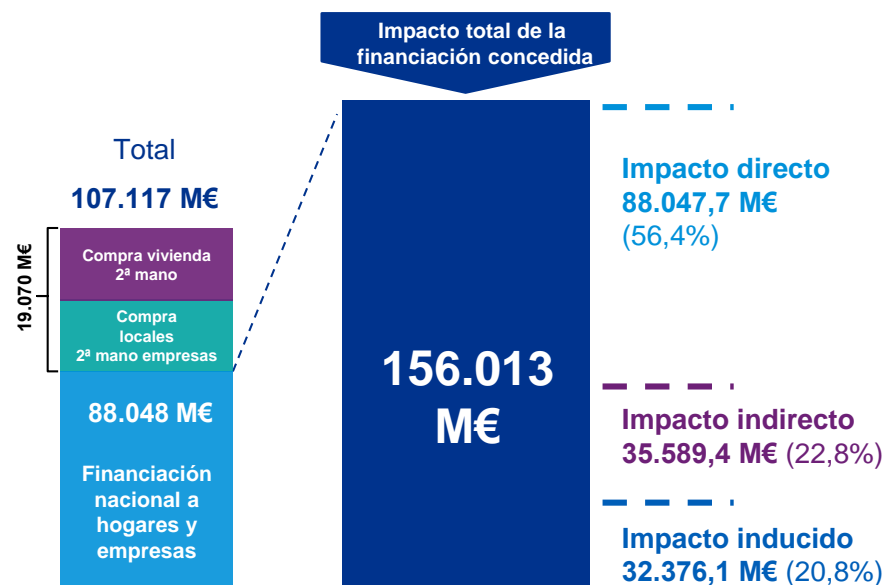 Impacto total de la
financiación concedida
Total
107.117 M€
19.070 M€
Compra vivienda
2ª mano
Compra
locales
2ª mano empresas
88.048 M€
Financiación
nacional a
hogares y
empresas
156.013
M€
Impacto directo
88.047,7 M€
(56,4%)
Impacto indirecto
35.589,4 M€ (22,8%)
Impacto inducido
32.376,1 M€ (20,8%)